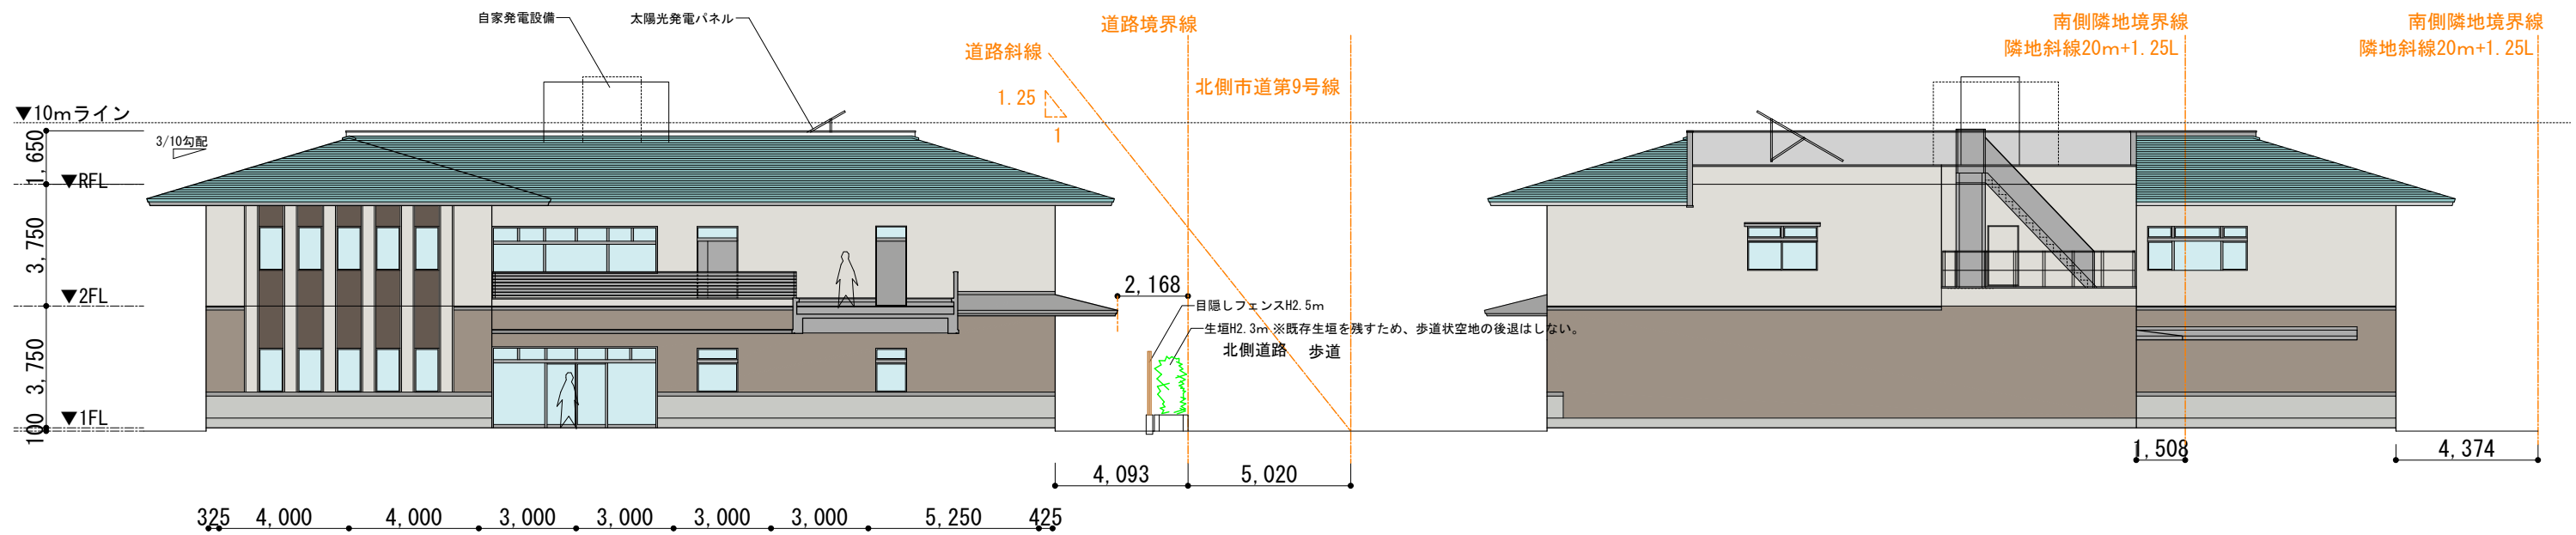 自家発電設備
太陽光発電パネル
道路境界線
道路斜線
北側市道第9号線
1.25
1
南側隣地境界線
隣地斜線20m+1.25L
南側隣地境界線
隣地斜線20m+1.25L
▼10mライン
3/10勾配
1,650
▼RFL
3,750
▼2FL
3,750
▼1FL
100
2,168
目隠しフェンスH2.5m
生垣H2.3m ※既存生垣を残すため、歩道状空地の後退はしない。
北側道路 歩道
4,093
5,020
1,508
4,374
325 4,000 4,000 3,000 3,000 3,000 3,000 5,250 425